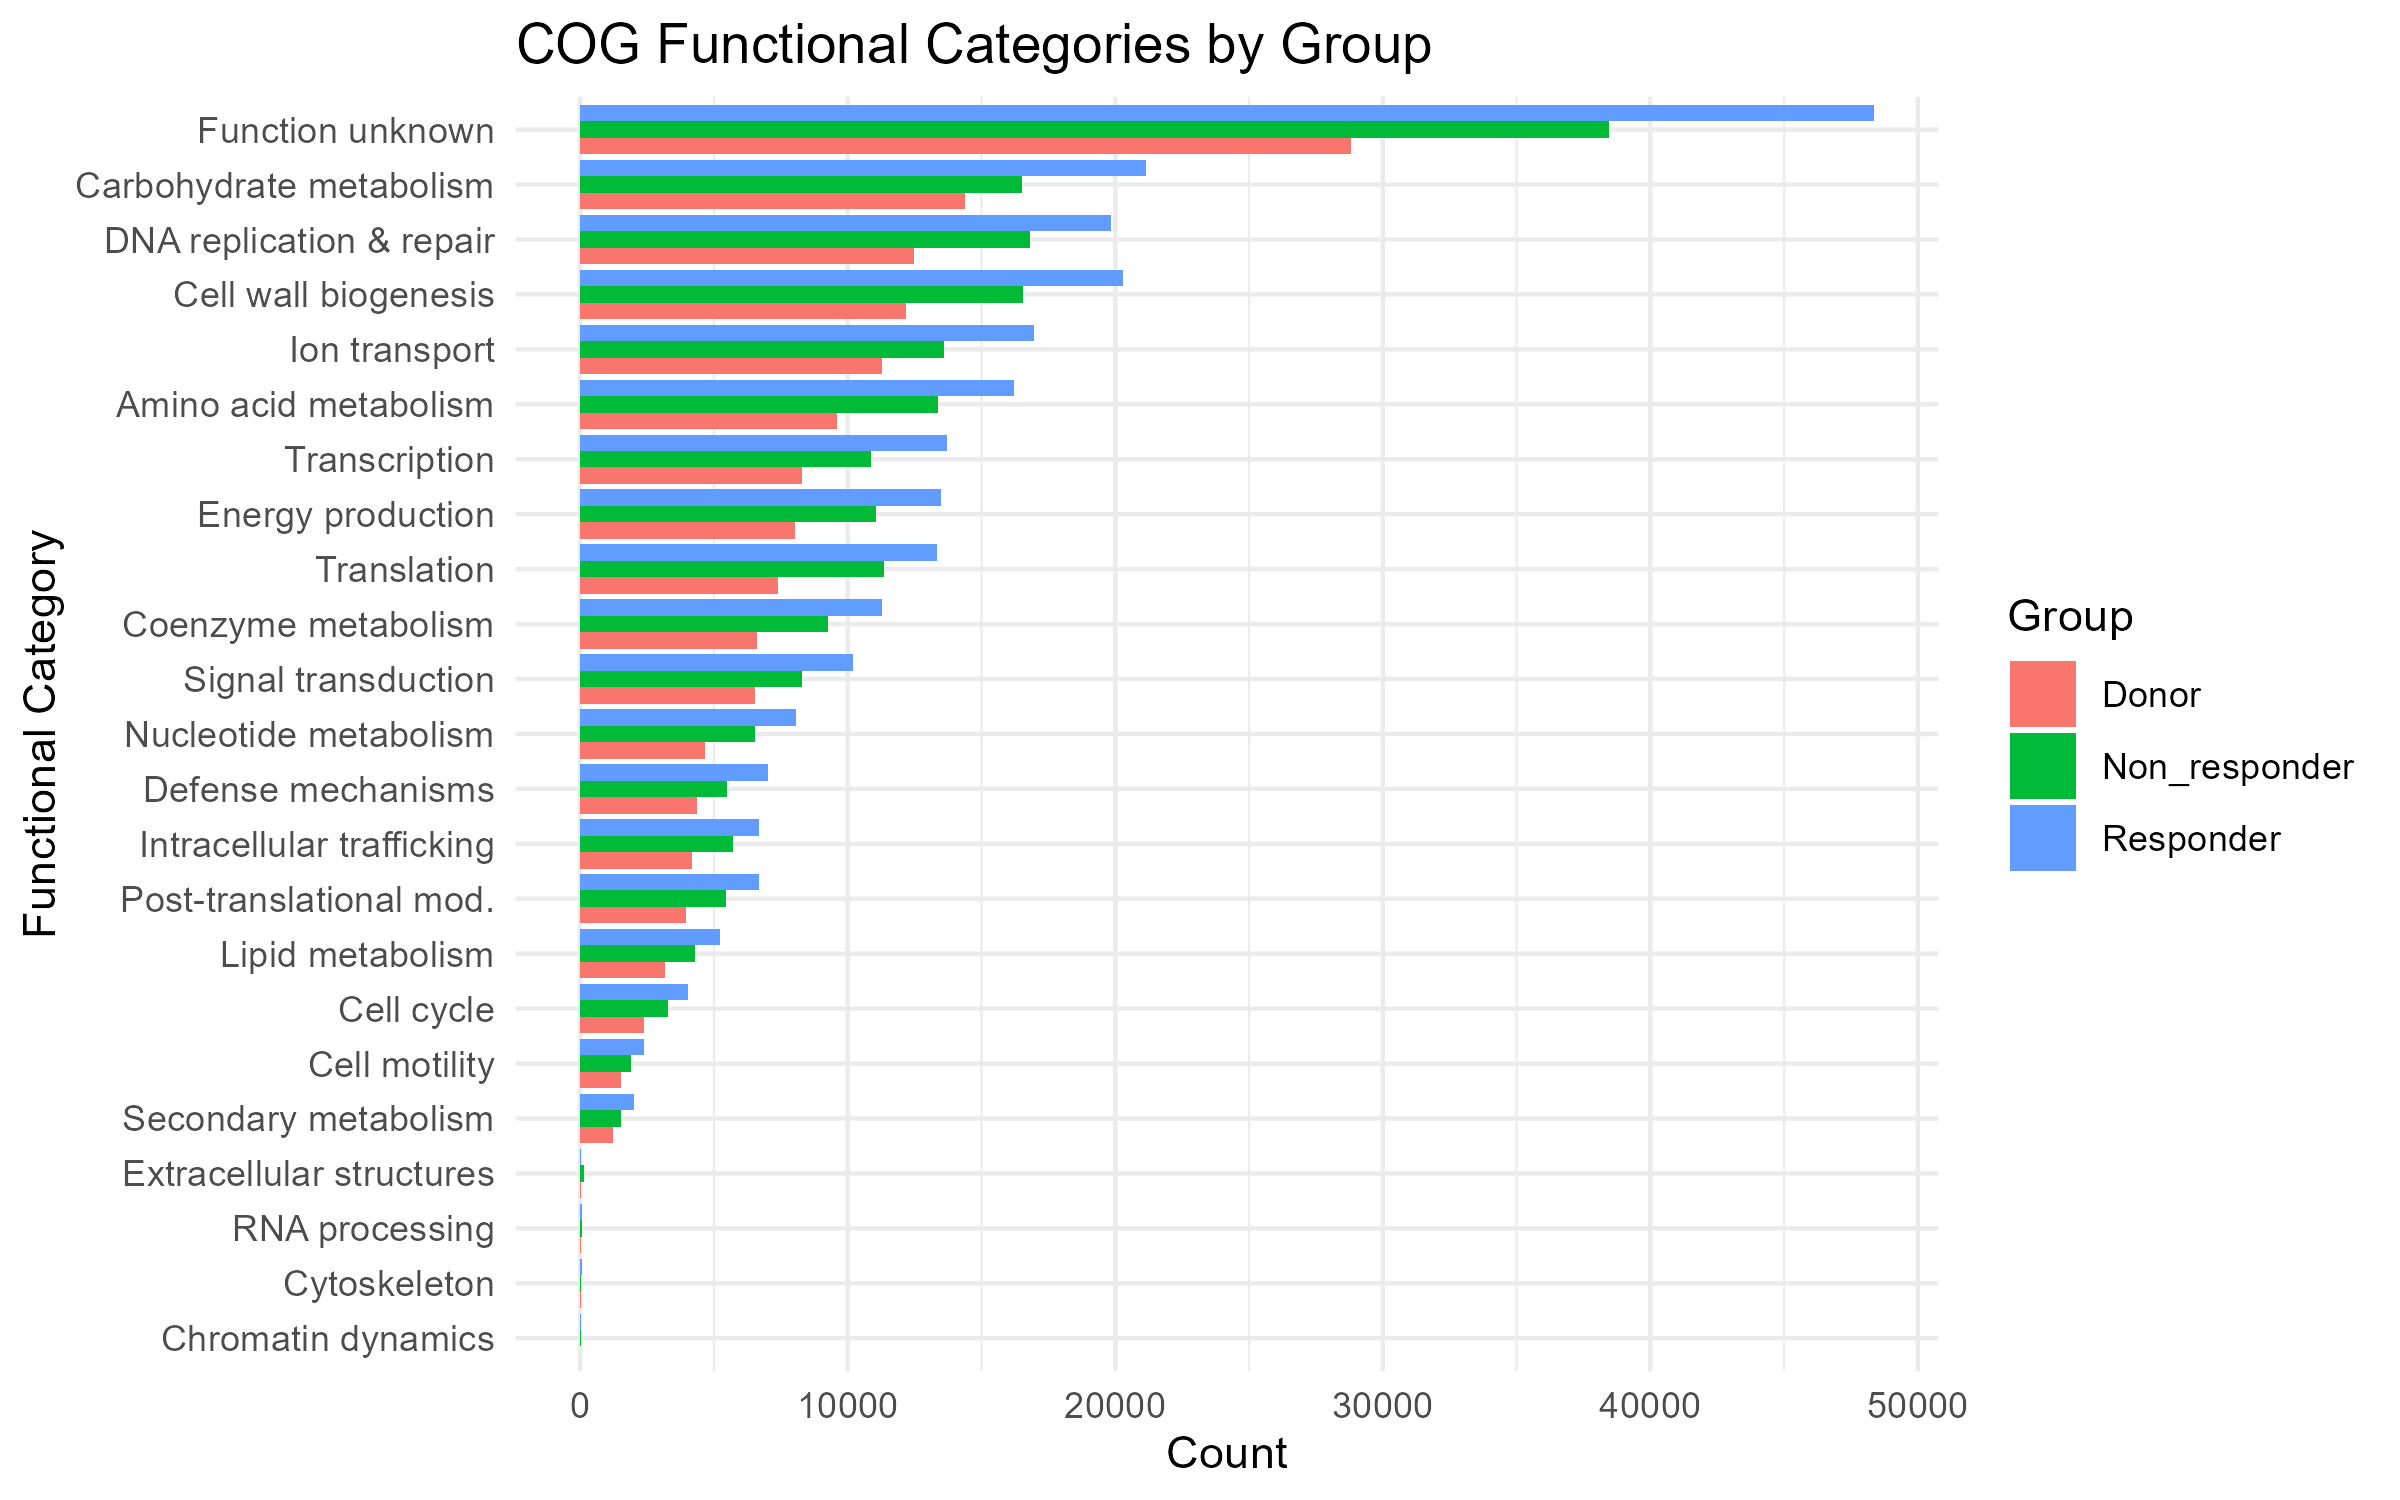 COG Functional Categories by Group
Functional Category
Function unknown
Carbohydrate metabolism
DNA replication & repair
Cell wall biogenesis
Ion transport
Amino acid metabolism
Transcription
Energy production
Translation
Coenzyme metabolism
Signal transduction
Nucleotide metabolism
Defense mechanisms
Intracellular trafficking
Post-translational mod.
Lipid metabolism
Cell cycle
Cell motility
Secondary metabolism
Extracellular structures
RNA processing
Cytoskeleton
Chromatin dynamics
0 10000 20000 30000 40000 50000
Count
Group
Donor
Non_responder
Responder